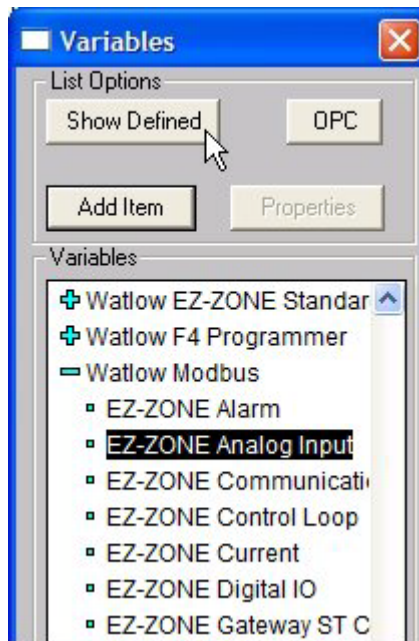 Variables
List Options
Show Defined OPC
Add Item Properties
Variables
Watlow EZ-ZONE Standar
Watlow F4 Programmer
Watlow Modbus
EZ-ZONE Alarm
EZ-ZONE Analog Input
EZ-ZONE Communicati
EZ-ZONE Control Loop
EZ-ZONE Current
EZ-ZONE Digital IO
EZ-ZONE Gateway ST C